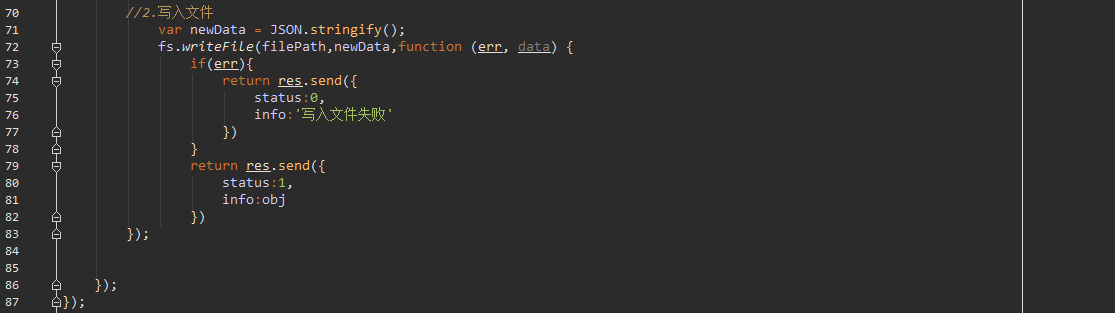 70 //2.写入文件
71 var newData = JSON.stringify();
72 fs.writeFile(filePath,newData,function (err, data) {
73 if(err){
74 return res.send({
75 status:0,
76 info:'写入文件失败'
77 })
78 }
79 return res.send({
80 status:1,
81 info:obj
82 })
83 });
84
85
86 });
87 });